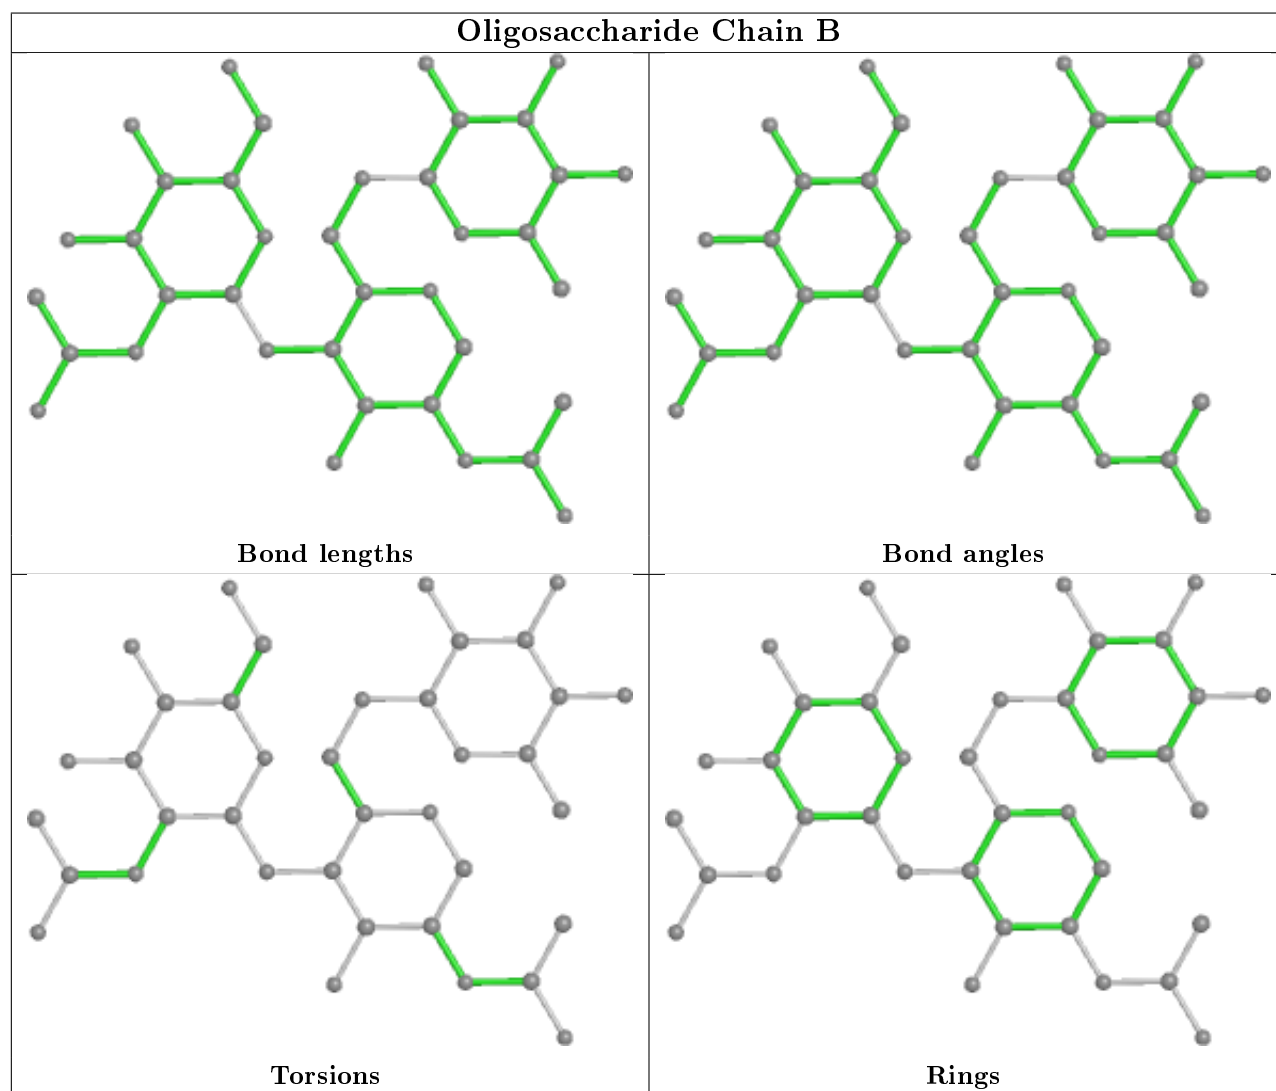 Oligosaccharide Chain B
Bond lengths
Bond angles
Torsions
Rings